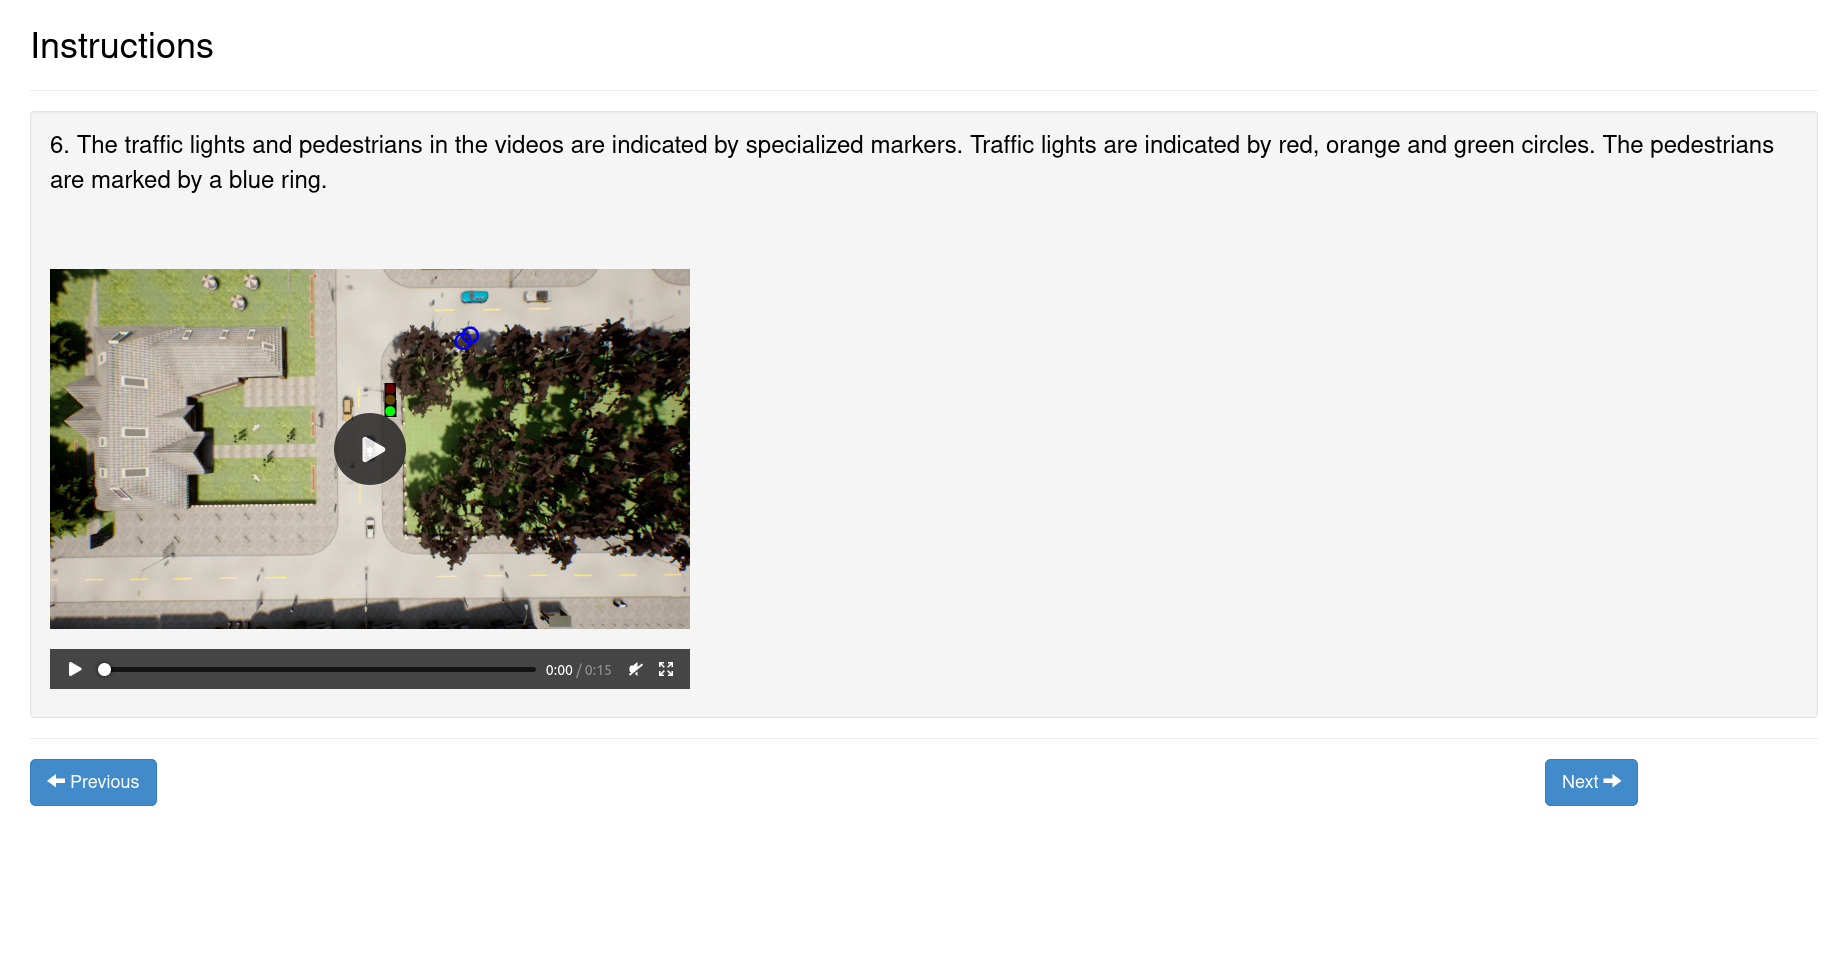 Instructions
6. The traffic lights and pedestrians in the videos are indicated by specialized markers. Traffic lights are indicated by red, orange and green circles. The pedestrians
are marked by a blue ring.
0:00 / 0:15
Previous
Next